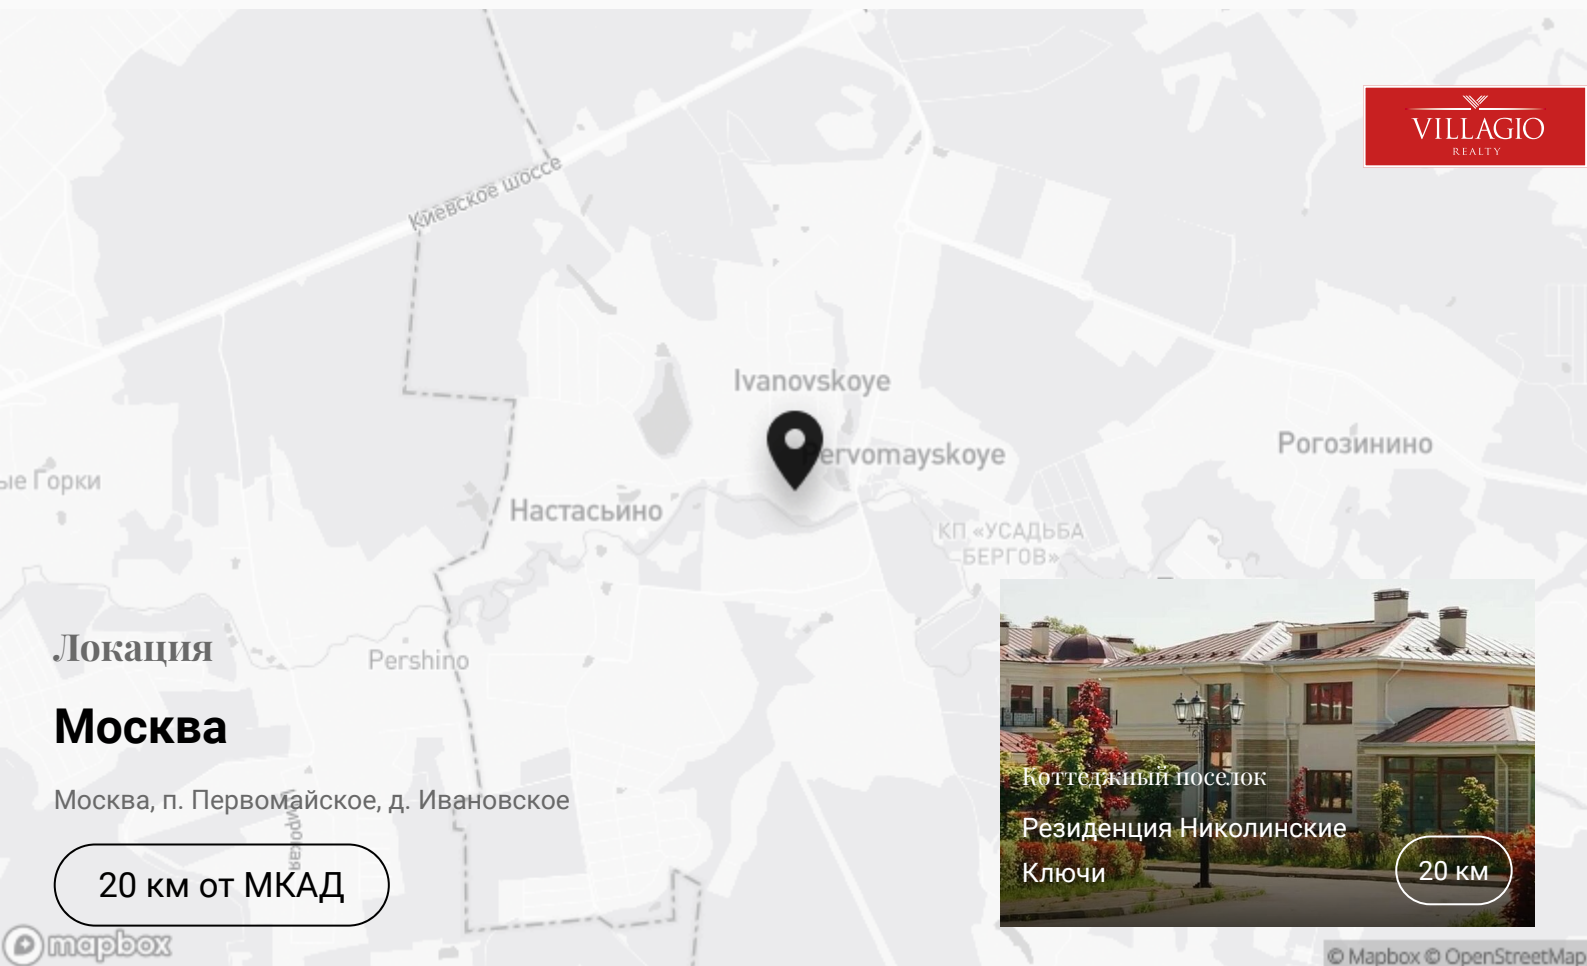 VILLAGIO
REALTY
Киевское шоссе
Ivanovskoye
ervomayskoye
Рогозинино
ые Горки
Настасьино
КП «УСАДЬБА
БЕРГОВ»
Pershino
Локация
Москва
Москва, п. Первомайское, д. Ивановское
20 км от МКАД
Коттеджный поселок
Резиденция Николинские
Ключи
20 км
mapbox
© Mapbox © OpenStreetMap